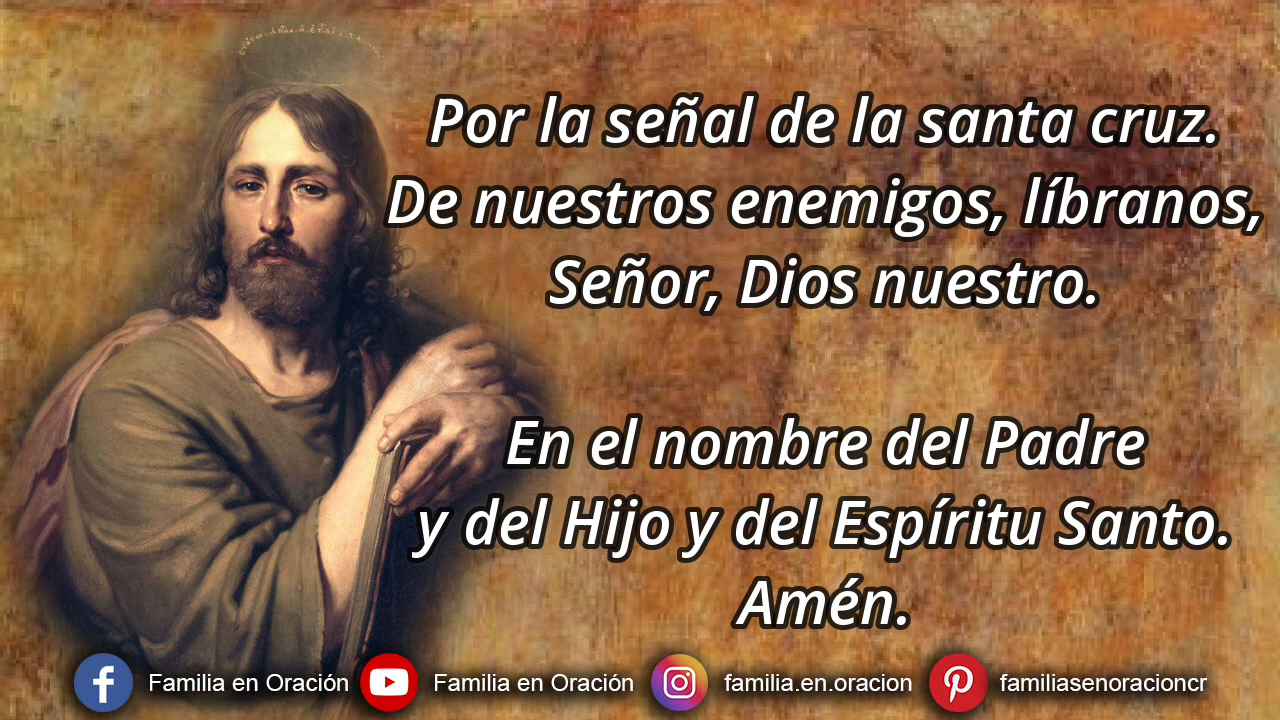 Por la señal de la santa cruz.
De nuestros enemigos, líbranos,
Señor, Dios nuestro.
En el nombre del Padre
y del Hijo y del Espíritu Santo.
Amén.
Familia en Oración
Familia en Oración
familia.en.oracion
familiasenoracioncr